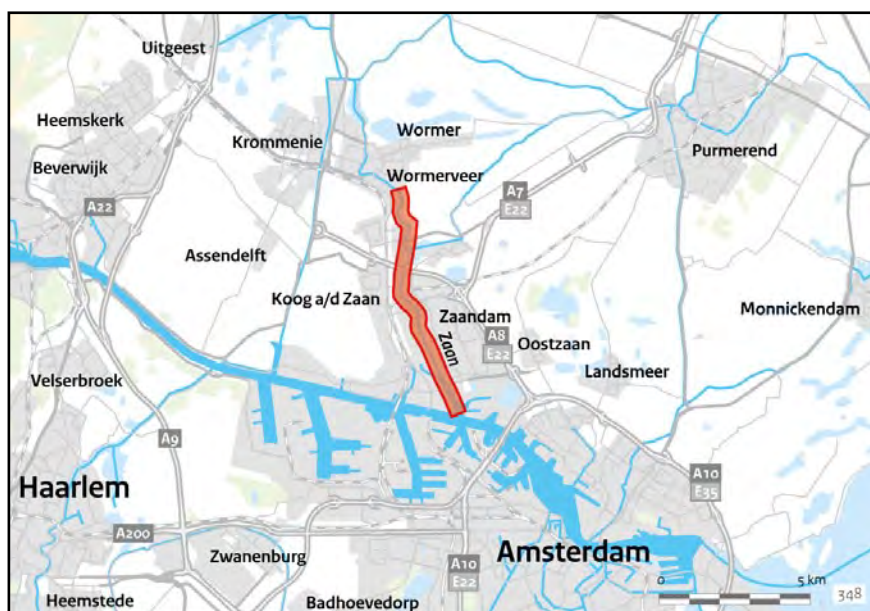 Uitgeest
Heemskerk
Krommenie
Wormer
Purmerend
Beverwijk
Wormerveer
A7
E22
A22
Assendelft
Koog a/d Zaan
Monnickendam
Zaandam
Zaan
A8
E22
Oostzaan
Landsmeer
Velserbroek
A9
Haarlem
A10
E35
A200
Zwanenburg
Amsterdam
A10
E22
0
5 km
348
Heemstede
Badhoevedorp